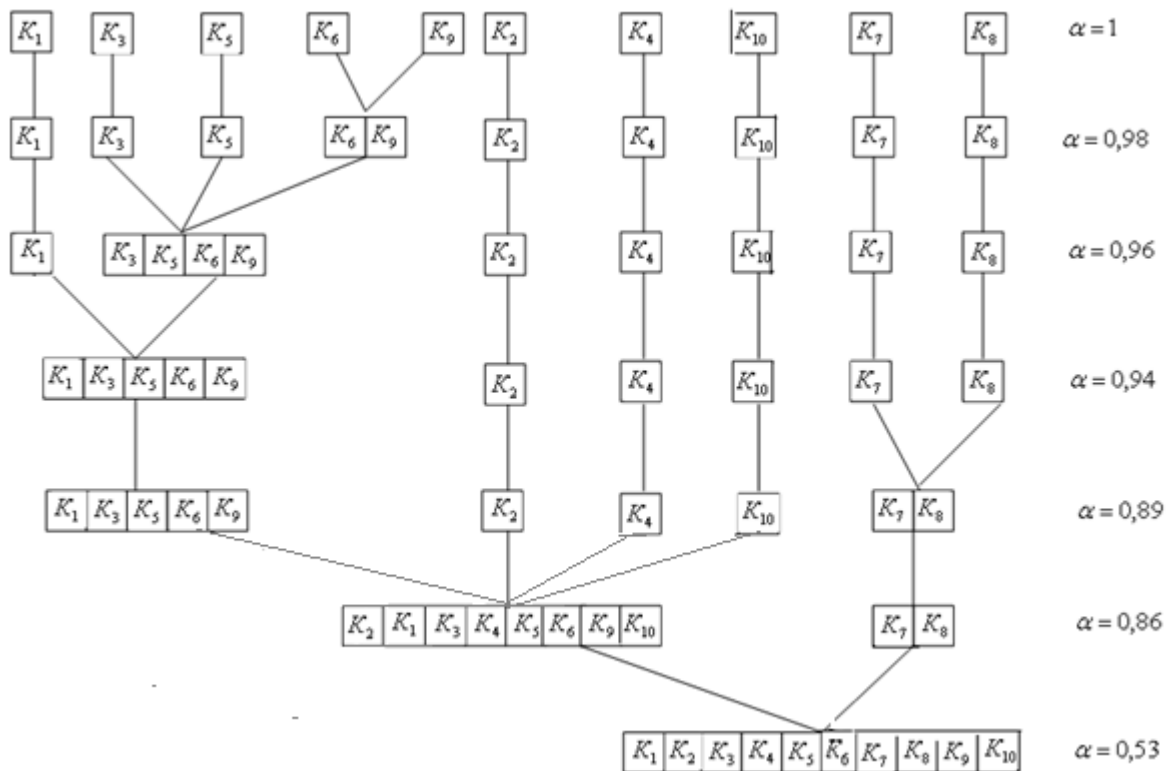 K₁ K₃ K₅ K₆ K₉ K₂ K₄ K₁₀ K₇ K₈ α = 1
K₁ K₃ K₅ K₆ K₉ K₂ K₄ K₁₀ K₇ K₈ α = 0,98
K₁ K₃ K₅ K₆ K₉ K₂ K₄ K₁₀ K₇ K₈ α = 0,96
K₁ K₃ K₅ K₆ K₉ K₂ K₄ K₁₀ K₇ K₈ α = 0,94
K₁ K₃ K₅ K₆ K₉ K₂ K₄ K₁₀ K₇ K₈ α = 0,89
K₂ K₁ K₃ K₄ K₅ K₆ K₉ K₁₀ K₇ K₈ α = 0,86
K₁ K₂ K₃ K₄ K₅ K₆ K₇ K₈ K₉ K₁₀ α = 0,53